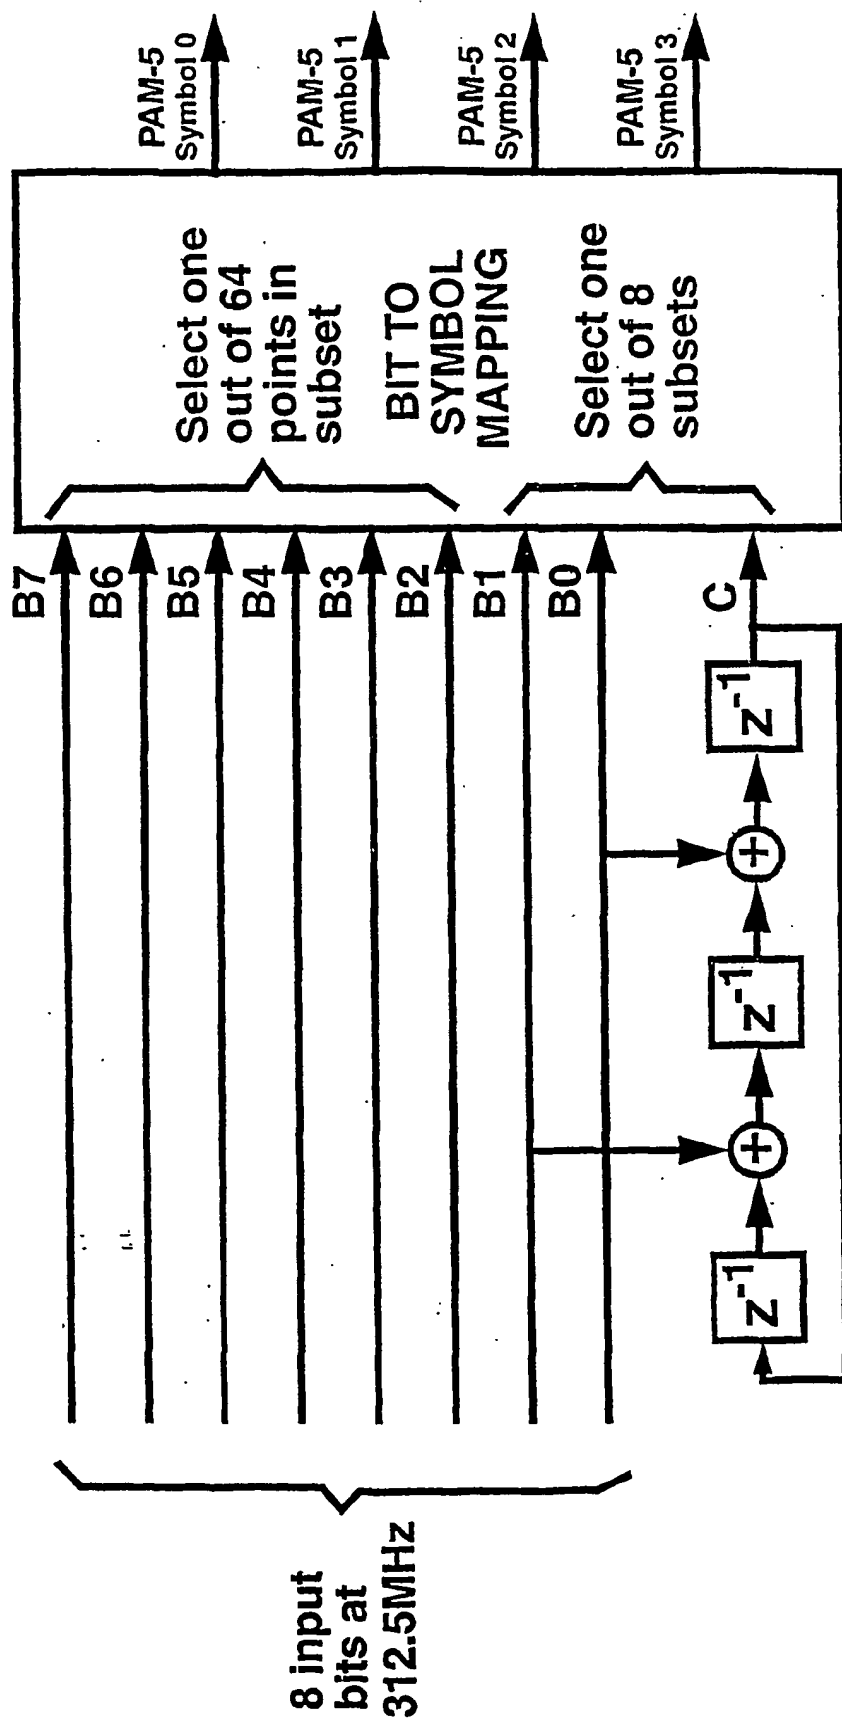 8 input
bits at
312.5MHz
B7
B6
B5
B4
B3
B2
B1
B0
C
z-1
+
z-1
+
z-1
Select one
out of 64
points in
subset
BIT TO
SYMBOL
MAPPING
Select one
out of 8
subsets
PAM-5
Symbol 0
PAM-5
Symbol 1
PAM-5
Symbol 2
PAM-5
Symbol 3